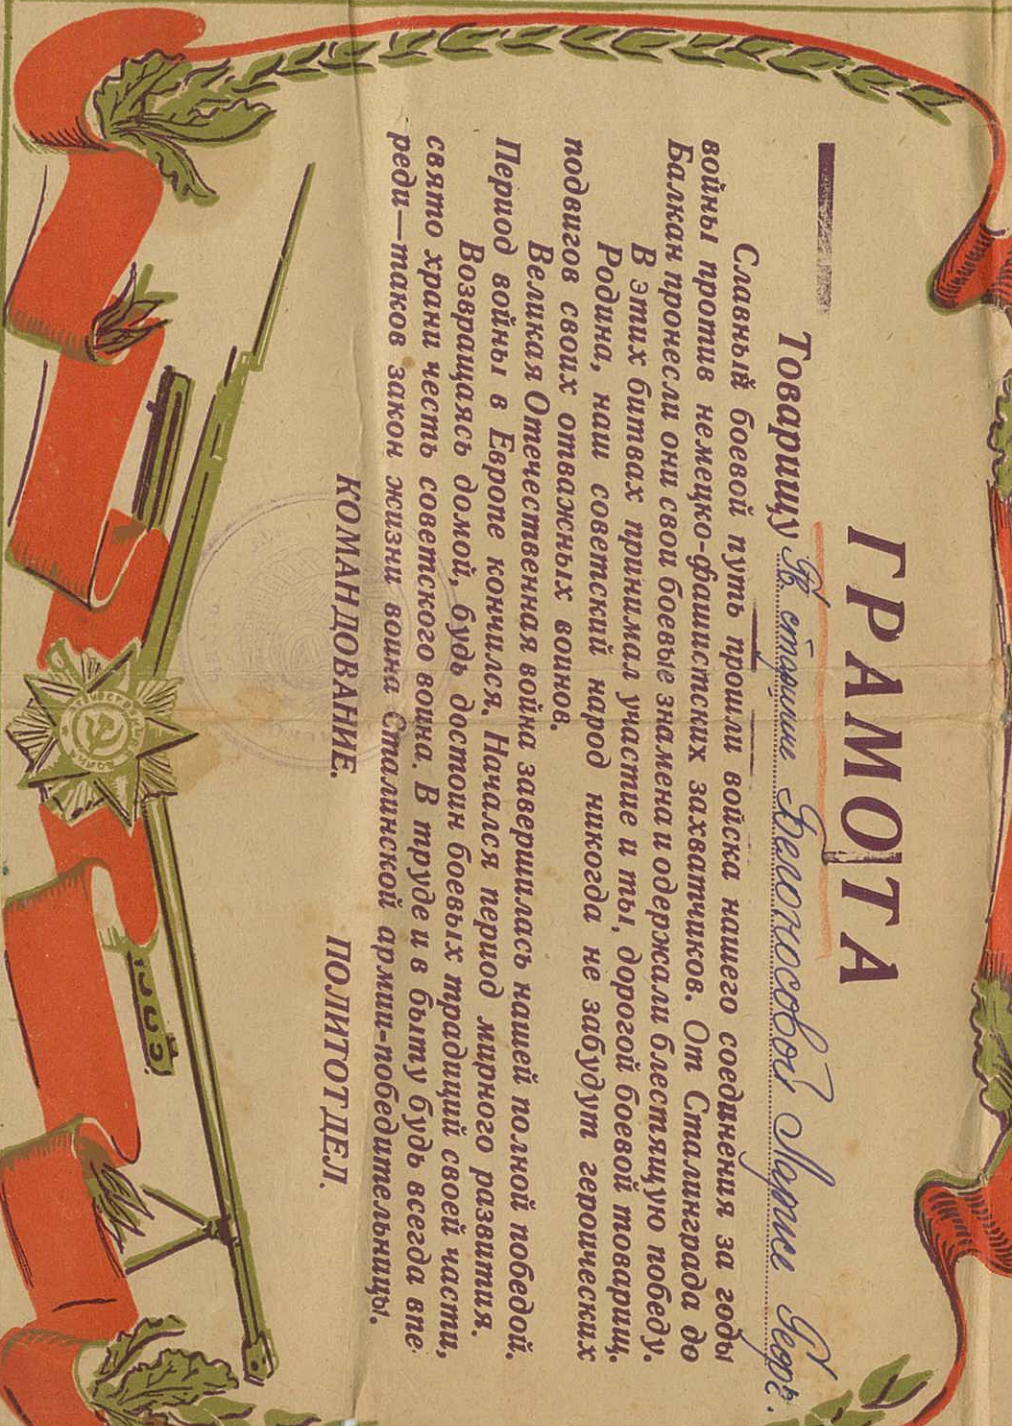 ГРАМОТА
Товарищу В старшине Белоносовой Ларисе Георг.
Славный боевой путь прошли войска нашего соединения за годы
войны против немецко-фашистских захватчиков. От Сталинграда до
Балкан пронесли они свои боевые знамена и одержали блестящую победу.
В этих битвах принимал участие и ты, дорогой боевой товарищ.
Родина, наш советский народ никогда не забудут героических
подвигов своих отважных воинов.
Великая Отечественная война завершилась нашей полной победой.
Период войны в Европе кончился. Начался период мирного развития.
Возвращаясь домой, будь достоин боевых традиций своей части,
свято храни честь советского воина. В труде и в быту будь всегда впе
реди—таков закон жизни воина Сталинской армии-победительницы.
КОМАНДОВАНИЕ. ПОЛИТОТДЕЛ.